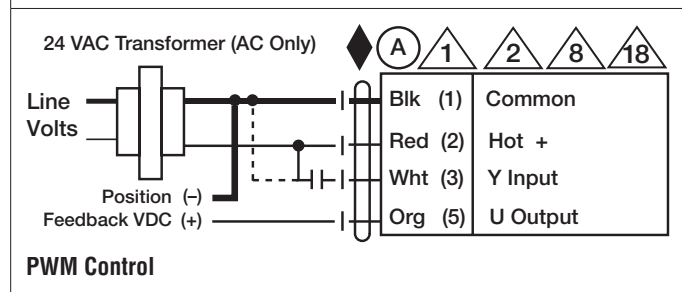 24 VAC Transformer (AC Only)
A 1 2 8 18
Line
Volts
Blk (1) Common
Red (2) Hot +
Wht (3) Y Input
Position (–)
Feedback VDC (+)
Org (5) U Output
PWM Control